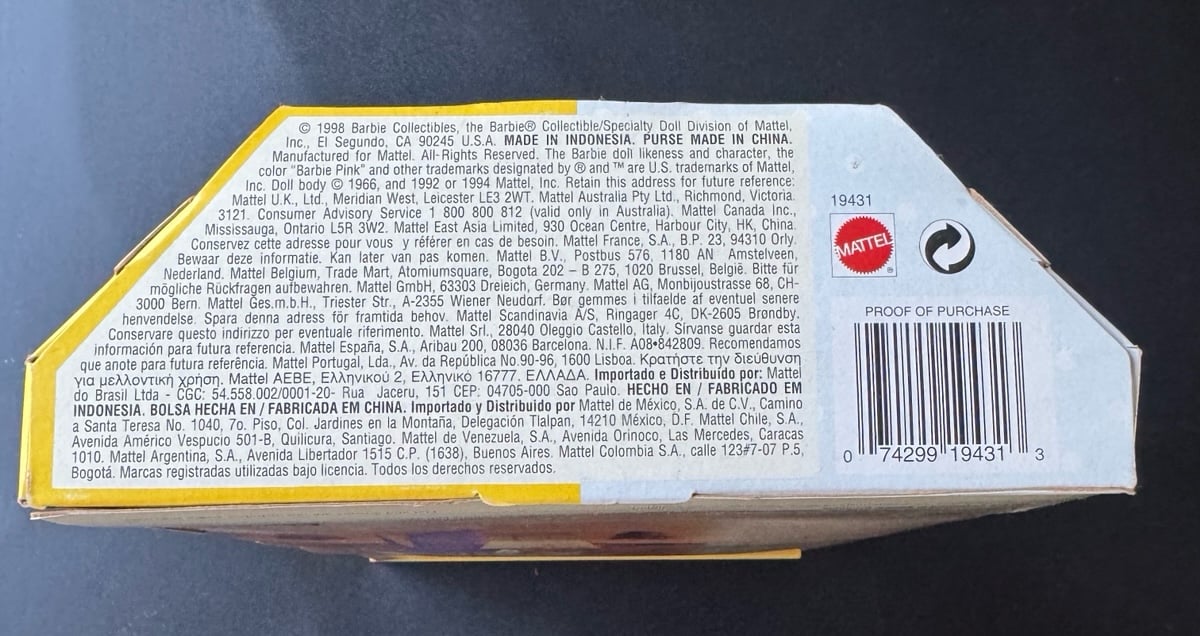 © 1998 Barbie Collectibles, the Barbie® Collectible/Specialty Doll Division of Mattel,
Inc., El Segundo, CA 90245 U.S.A. MADE IN INDONESIA. PURSE MADE IN CHINA.
Manufactured for Mattel. All-Rights Reserved. The Barbie doll likeness and character, the
color "Barbie Pink" and other trademarks designated by ® and ™ are U.S. trademarks of Mattel,
Inc. Doll body © 1966, and 1992 or 1994 Mattel, Inc. Retain this address for future reference:
Mattel U.K., Ltd., Meridian West, Leicester LE3 2WT. Mattel Australia Pty Ltd., Richmond, Victoria.
3121. Consumer Advisory Service 1 800 800 812 (valid only in Australia). Mattel Canada Inc.,
Mississauga, Ontario L5R 3W2. Mattel East Asia Limited, 930 Ocean Centre, Harbour City, HK, China.
Conservez cette adresse pour vous y référer en cas de besoin. Mattel France, S.A., B.P. 23, 94310 Orly.
Bewaar deze informatie. Kan later van pas komen. Mattel B.V., Postbus 576, 1180 AN Amstelveen,
Nederland. Mattel Belgium, Trade Mart, Atomiumsquare, Bogota 202 – B 275, 1020 Brussel, België. Bitte für
mögliche Rückfragen aufbewahren. Mattel GmbH, 63303 Dreieich, Germany. Mattel AG, Monbijoustrasse 68, CH-
3000 Bern. Mattel Ges.m.b.H., Triester Str., A-2355 Wiener Neudorf. Bør gemmes i tilfaelde af eventuel senere
henvendelse. Spara denna adress för framtida behov. Mattel Scandinavia A/S, Ringager 4C, DK-2605 Brøndby.
Conservare questo indirizzo per eventuale riferimento. Mattel Srl., 28040 Oleggio Castello, Italy. Sírvanse guardar esta
información para futura referencia. Mattel España, S.A., Aribau 200, 08036 Barcelona. N.I.F. A08•842809. Recomendamos
que anote para futura referência. Mattel Portugal, Lda., Av. da República No 90-96, 1600 Lisboa. Κρατήστε την διεύθυνση
για μελλοντική χρήση. Mattel AEBE, Ελληνικού 2, Ελληνικό 16777. ΕΛΛΑΔΑ. Importado e Distribuído por: Mattel
do Brasil Ltda - CGC: 54.558.002/0001-20- Rua Jaceru, 151 CEP: 04705-000 Sao Paulo. HECHO EN / FABRICADO EM
INDONESIA. BOLSA HECHA EN / FABRICADA EM CHINA. Importado y Distribuido por Mattel de México, S.A. de C.V., Camino
a Santa Teresa No. 1040, 7o. Piso, Col. Jardines en la Montaña, Delegación Tlalpan, 14210 México, D.F. Mattel Chile, S.A.,
Avenida Américo Vespucio 501-B, Quilicura, Santiago. Mattel de Venezuela, S.A., Avenida Orinoco, Las Mercedes, Caracas
1010. Mattel Argentina, S.A., Avenida Libertador 1515 C.P. (1638), Buenos Aires. Mattel Colombia S.A., calle 123#7-07 P.5,
Bogotá. Marcas registradas utilizadas bajo licencia. Todos los derechos reservados.
19431
MATTEL®
PROOF OF PURCHASE
0 74299 19431 3